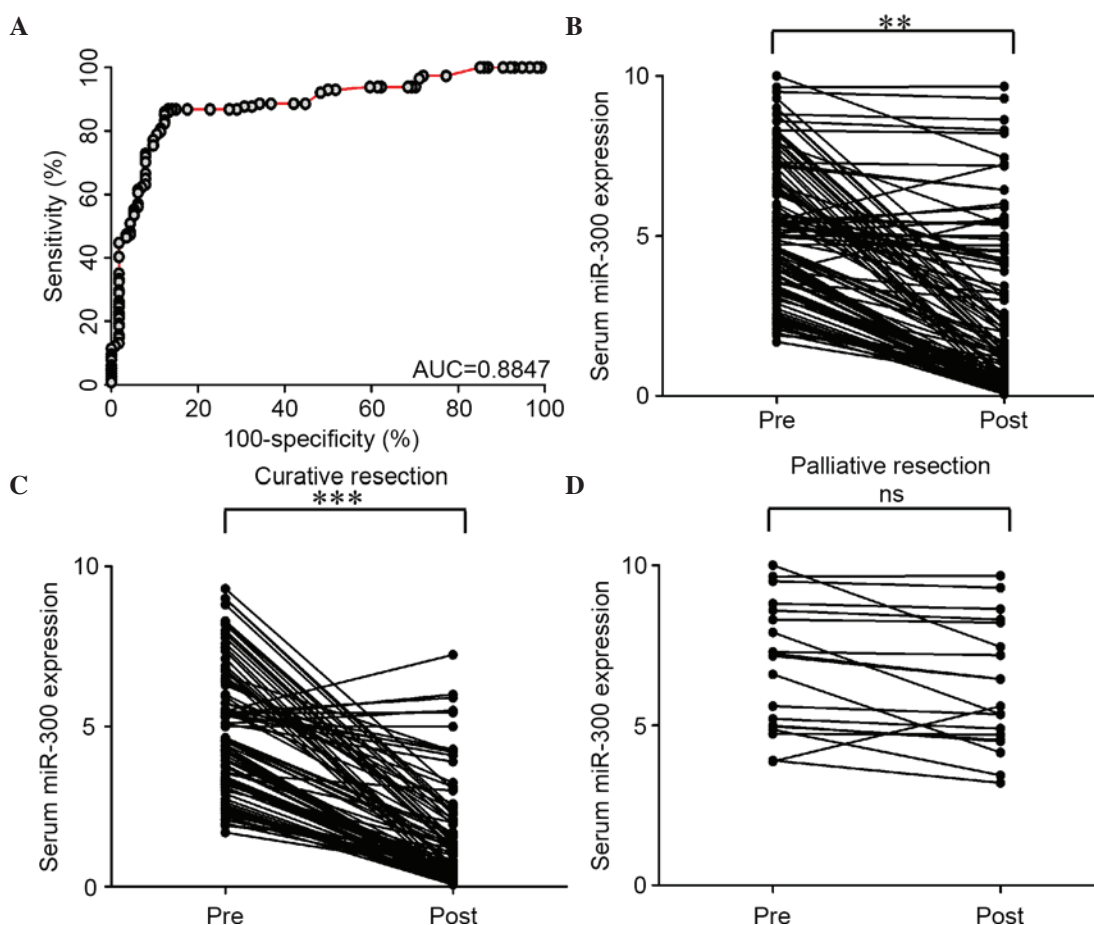 A
Sensitivity (%)
100
80
60
40
20
0
AUC=0.8847
0 20 40 60 80 100
100-specificity (%)
B
**
Serum miR-300 expression
10
5
0
Pre Post
C
Curative resection
***
Serum miR-300 expression
10
5
0
Pre Post
D
Palliative resection
ns
Serum miR-300 expression
10
5
0
Pre Post